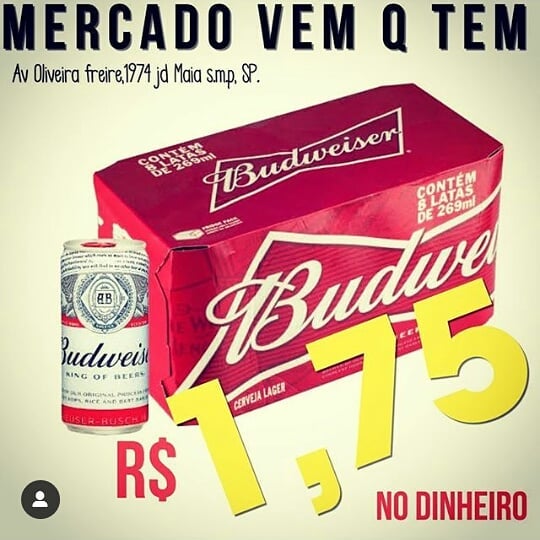 MERCADO VEM Q TEM
Av Oliveira freire,1974 jd Maia s.m.p, SP.
CONTÉM
8 LATAS
DE 269ml
Budweiser
CONTÉM
8 LATAS
DE 269ml
Budwei
Budweiser
KING OF BEERS
CERVEJA LAGER
R$ 1,75
NO DINHEIRO